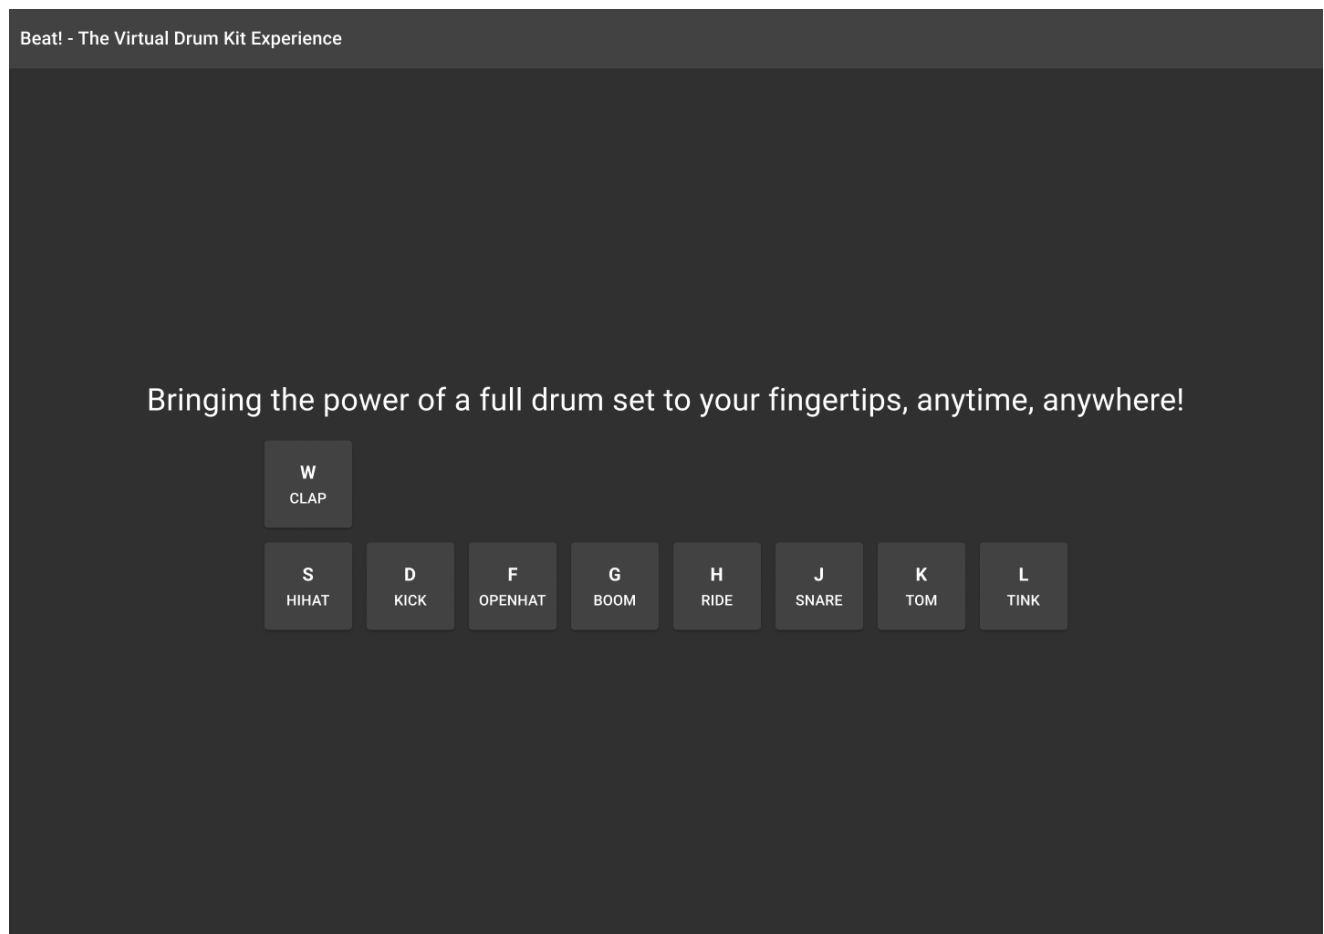 Beat! - The Virtual Drum Kit Experience
Bringing the power of a full drum set to your fingertips, anytime, anywhere!
W
CLAP
S D F G H J K L
HIHAT KICK OPENHAT BOOM RIDE SNARE TOM TINK